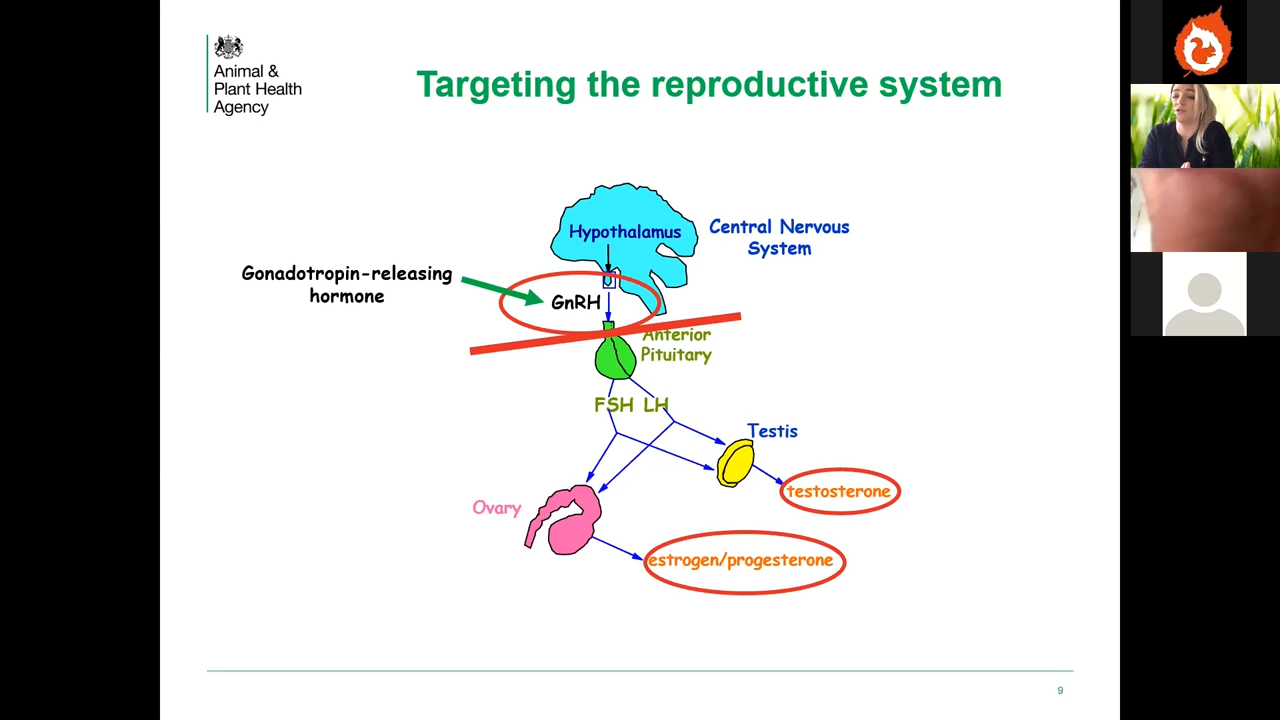 Animal &
Plant Health
Agency
Targeting the reproductive system
Hypothalamus
Central Nervous
System
Gonadotropin-releasing
hormone
GnRH
Anterior
Pituitary
FSH LH
Testis
testosterone
Ovary
estrogen/progesterone
9